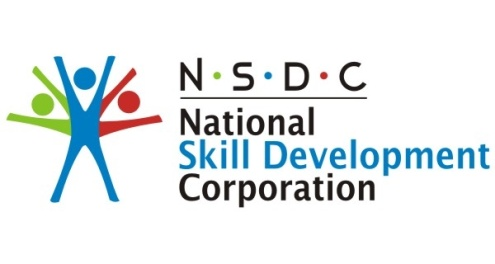 N·S·D·C
National
Skill Development
Corporation